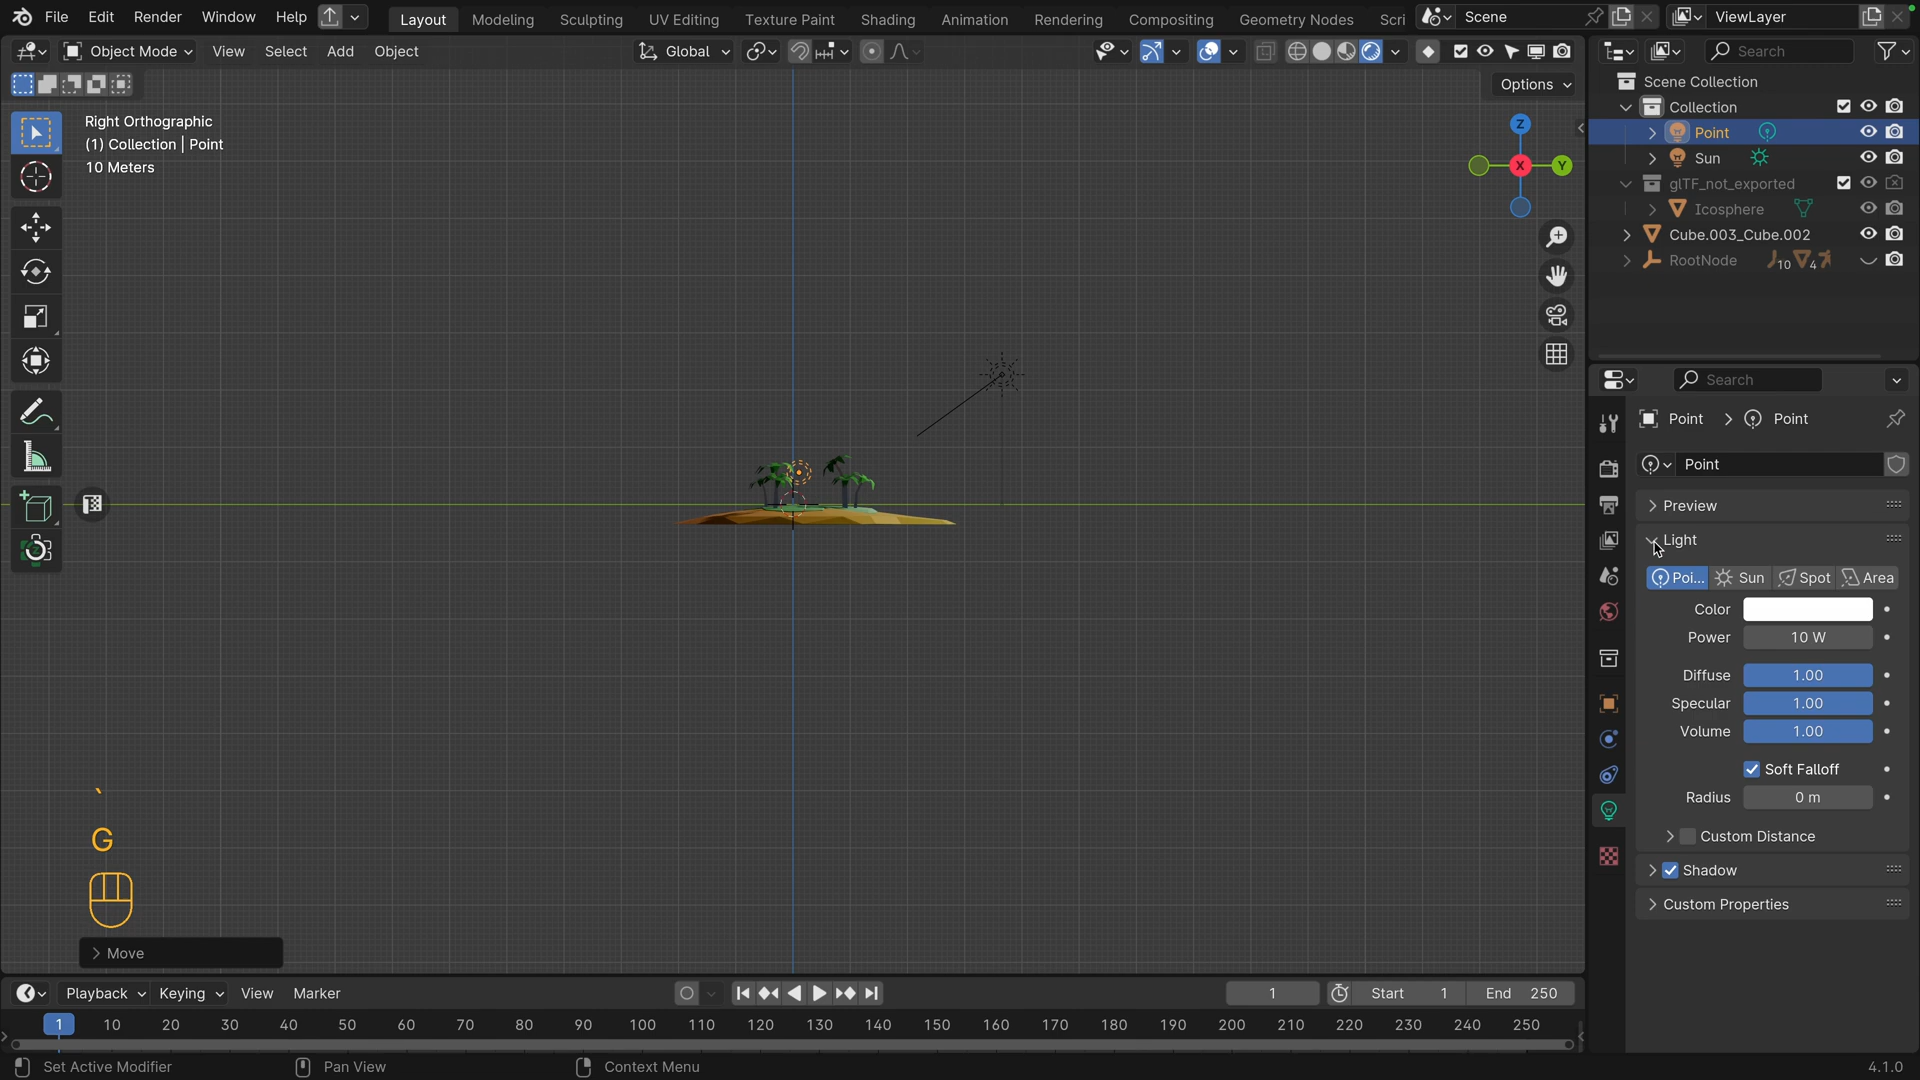 File Edit Render Window Help Layout Modeling Sculpting UV Editing Texture Paint Shading Animation Rendering Compositing Geometry Nodes Scri Scene ViewLayer
Object Mode View Select Add Object Global Search
Options
Right Orthographic
(1) Collection | Point
10 Meters
Z
X
Y
Scene Collection
Collection
Point
Sun
glTF_not_exported
Icosphere
Cube.003_Cube.002
RootNode 10 4
Search
Point Point
Point
Preview
Light
Poi... Sun Spot Area
Color
Power 10 W
Diffuse 1.00
Specular 1.00
Volume 1.00
Soft Falloff
Radius 0 m
Custom Distance
Shadow
Custom Properties
`
G
Move
Playback Keying View Marker 1 Start 1 End 250
1 10 20 30 40 50 60 70 80 90 100 110 120 130 140 150 160 170 180 190 200 210 220 230 240 250
Set Active Modifier Pan View Context Menu 4.1.0